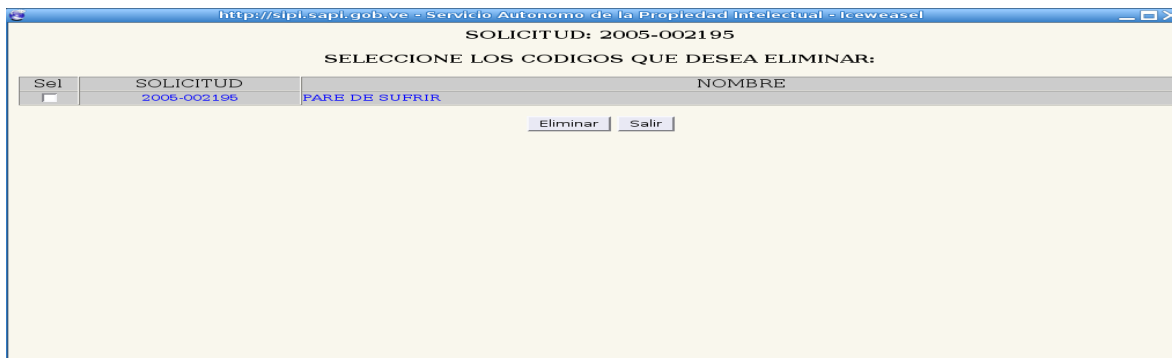 http://sipi.sapi.gob.ve - Servicio Autonomo de la Propiedad Intelectual - Iceweasel
SOLICITUD: 2005-002195
SELECCIONE LOS CODIGOS QUE DESEA ELIMINAR:
Sel SOLICITUD NOMBRE
2005-002195 PARE DE SUFRIR
Eliminar Salir